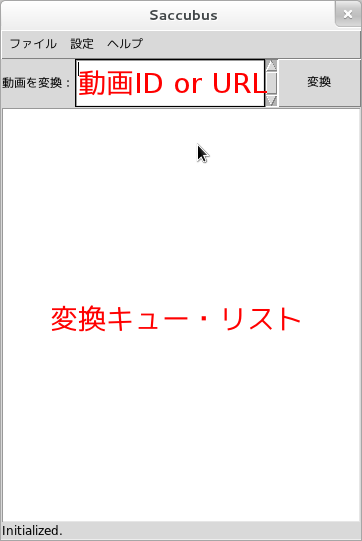 Saccubus
ファイル 設定 ヘルプ
動画を変換： 動画ID or URL 変換
変換キュー・リスト
Initialized.